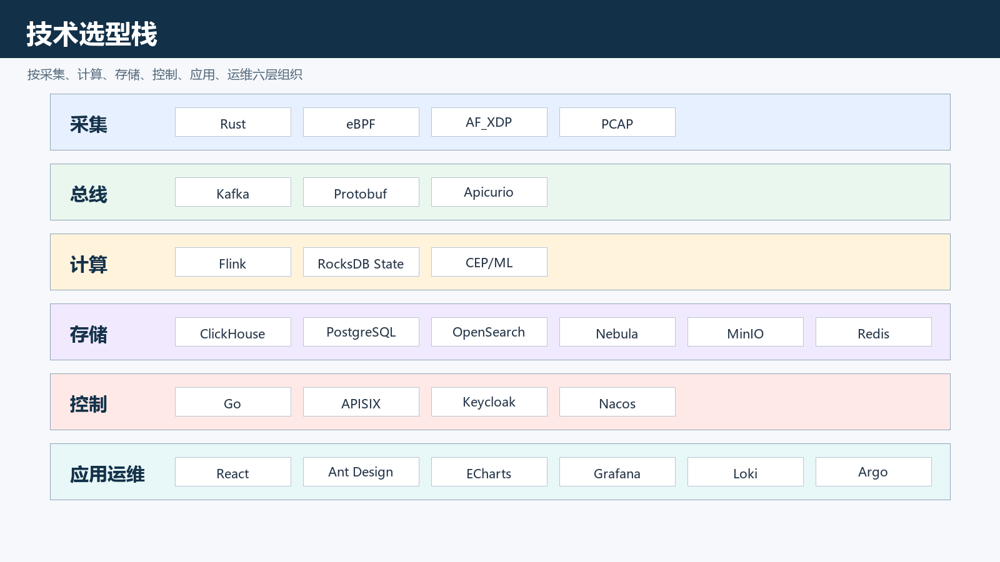 技术选型栈
按采集、计算、存储、控制、应用、运维六层组织
采集 Rust eBPF AF_XDP PCAP
总线 Kafka Protobuf Apicurio
计算 Flink RocksDB State CEP/ML
存储 ClickHouse PostgreSQL OpenSearch Nebula MinIO Redis
控制 Go APISIX Keycloak Nacos
应用运维 React Ant Design ECharts Grafana Loki Argo